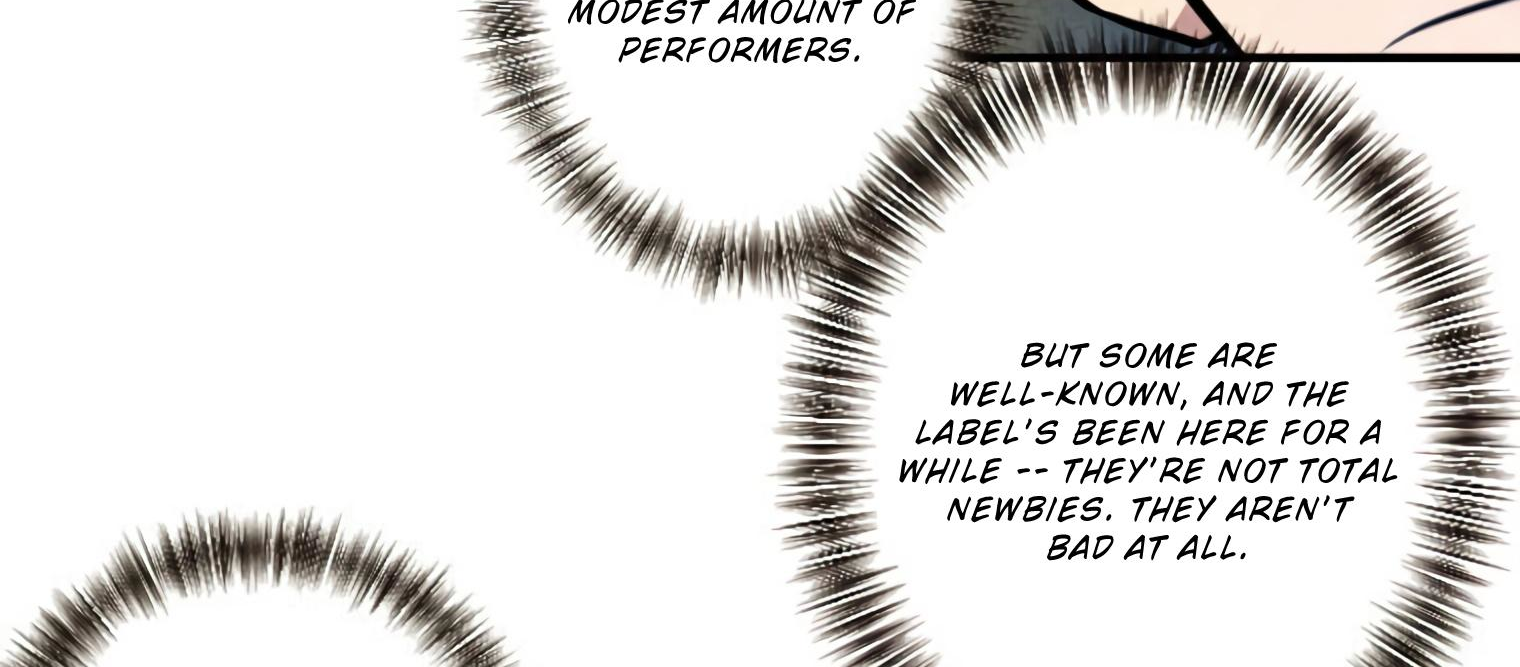 MODEST AMOUNT OF
PERFORMERS.
BUT SOME ARE
WELL-KNOWN, AND THE
LABEL'S BEEN HERE FOR A
WHILE -- THEY'RE NOT TOTAL
NEWBIES. THEY AREN'T
BAD AT ALL.